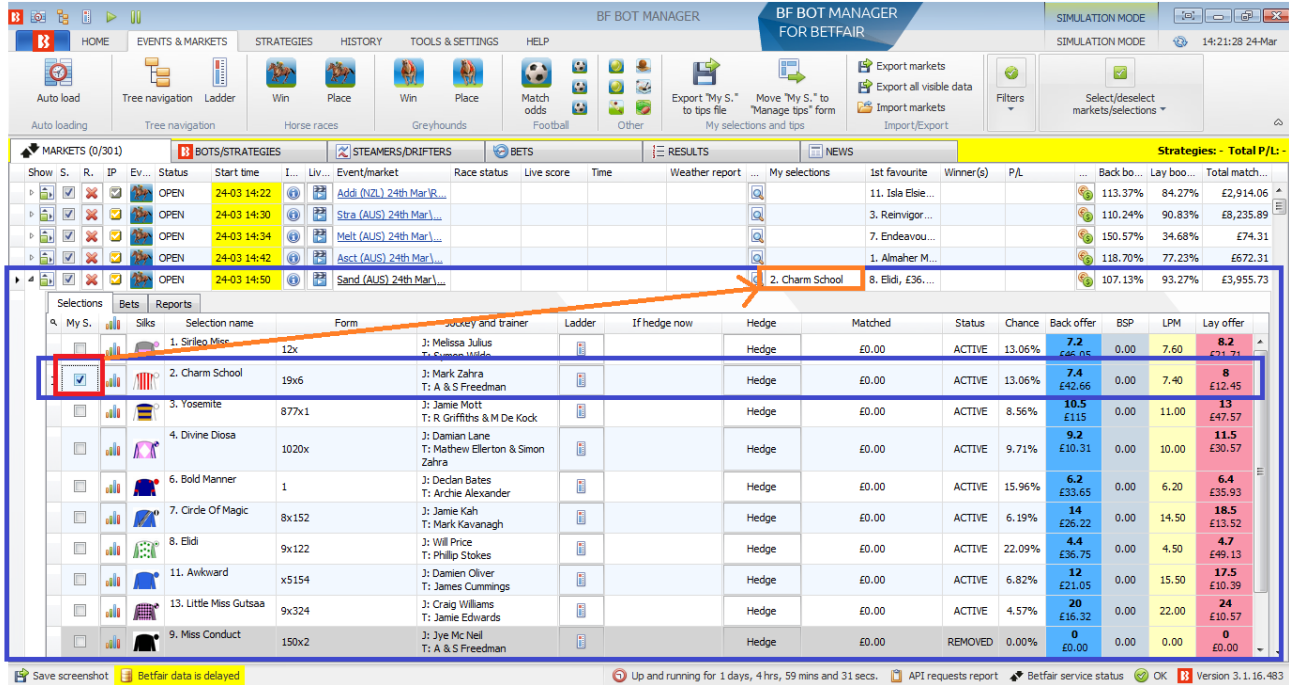 BF BOT MANAGER
BF BOT MANAGER
FOR BETFAIR
SIMULATION MODE
HOME EVENTS & MARKETS STRATEGIES HISTORY TOOLS & SETTINGS HELP SIMULATION MODE 14:21:28 24-Mar
Auto load Tree navigation Ladder Win Place Win Place Match odds Export "My S." to tips file Move "My S." to "Manage tips" form Export markets Export all visible data Import markets Filters Select/deselect markets/selections
Auto loading Tree navigation Horse races Greyhounds Football Other My selections and tips Import/Export
MARKETS (0/301) BOTS/STRATEGIES STEAMERS/DRIFTERS BETS RESULTS NEWS Strategies: - Total P/L: -
Show S. R. IP Ev... Status Start time I... Liv... Event/market Race status Live score Time Weather report ... My selections 1st favourite Winner(s) P/L ... Back bo... Lay boo... Total match...
OPEN 24-03 14:22 Addi (NZL) 24th Mar\R... 11. Isla Elsie... 113.37% 84.27% £2,914.06
OPEN 24-03 14:30 Stra (AUS) 24th Mar\... 3. Reinvigor... 110.24% 90.83% £8,235.89
OPEN 24-03 14:34 Melt (AUS) 24th Mar\... 7. Endeavou... 150.57% 34.68% £74.31
OPEN 24-03 14:42 Asct (AUS) 24th Mar\... 1. Almaher M... 118.70% 77.23% £672.31
OPEN 24-03 14:50 Sand (AUS) 24th Mar\... 2. Charm School 8. Elidi, £36.... 107.13% 93.27% £3,955.73
Selections Bets Reports
My S. Silks Selection name Form Jockey and trainer Ladder If hedge now Hedge Matched Status Chance Back offer BSP LPM Lay offer
1. Sirileo Miss 12x J: Melissa Julius T: Symon Wilde Hedge £0.00 ACTIVE 13.06% 7.2 £46.05 0.00 7.60 8.2 £21.71
2. Charm School 19x6 J: Mark Zahra T: A & S Freedman Hedge £0.00 ACTIVE 13.06% 7.4 £42.66 0.00 7.40 8 £12.45
3. Yosemite 877x1 J: Jamie Mott T: R Griffiths & M De Kock Hedge £0.00 ACTIVE 8.56% 10.5 £115 0.00 11.00 13 £47.57
4. Divine Diosa 1020x J: Damian Lane T: Mathew Ellerton & Simon Zahra Hedge £0.00 ACTIVE 9.71% 9.2 £10.31 0.00 10.00 11.5 £30.57
6. Bold Manner 1 J: Declan Bates T: Archie Alexander Hedge £0.00 ACTIVE 15.96% 6.2 £33.65 0.00 6.20 6.4 £35.93
7. Circle Of Magic 8x152 J: Jamie Kah T: Mark Kavanagh Hedge £0.00 ACTIVE 6.19% 14 £26.22 0.00 14.50 18.5 £13.52
8. Elidi 9x122 J: Will Price T: Phillip Stokes Hedge £0.00 ACTIVE 22.09% 4.4 £36.75 0.00 4.50 4.7 £49.13
11. Awkward x5154 J: Damien Oliver T: James Cummings Hedge £0.00 ACTIVE 6.82% 12 £21.05 0.00 15.50 17.5 £10.39
13. Little Miss Gutsaa 9x324 J: Craig Williams T: Jamie Edwards Hedge £0.00 ACTIVE 4.57% 20 £16.32 0.00 22.00 24 £10.57
9. Miss Conduct 150x2 J: Jye Mc Neil T: A & S Freedman Hedge £0.00 REMOVED 0.00% 0 £0.00 0.00 0.00 0 £0.00
Save screenshot Betfair data is delayed Up and running for 1 days, 4 hrs, 59 mins and 31 secs. API requests report Betfair service status OK Version 3.1.16.483